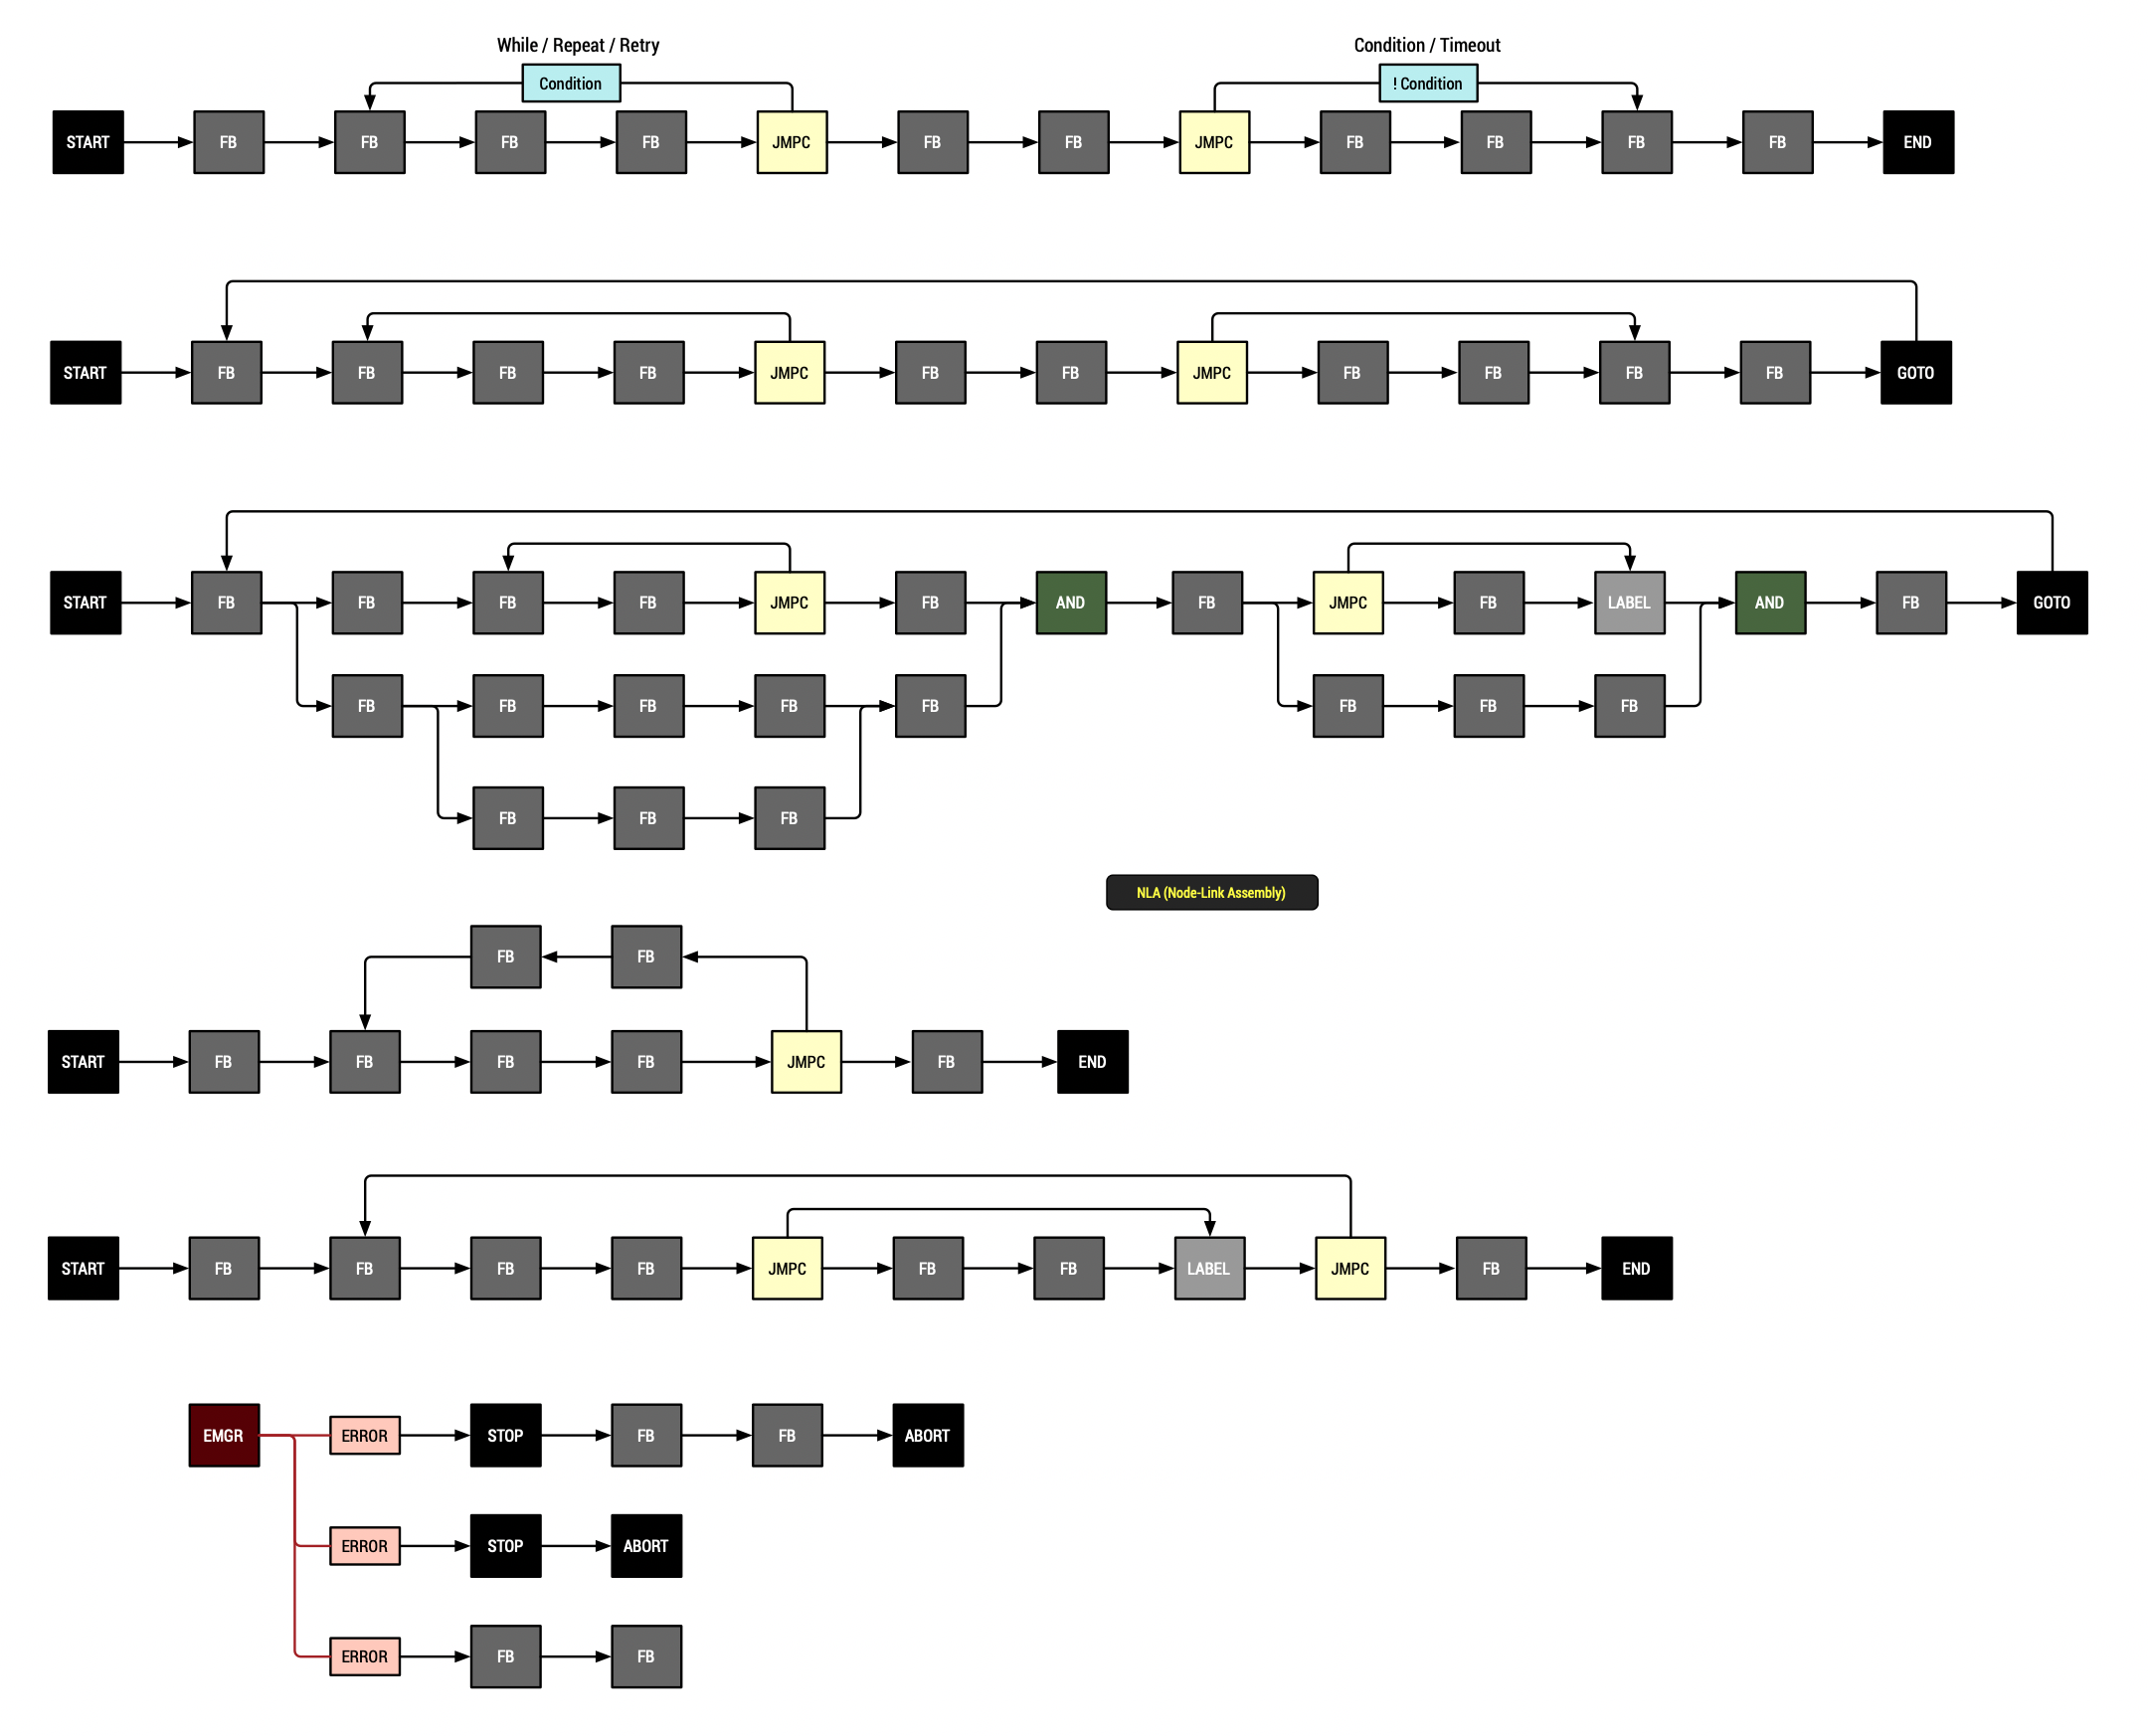 While / Repeat / Retry
Condition / Timeout
Condition
! Condition
START FB FB FB FB JMPC FB FB JMPC FB FB FB FB END
START FB FB FB FB JMPC FB FB JMPC FB FB FB FB GOTO
START FB FB FB FB JMPC FB AND FB JMPC FB LABEL AND FB GOTO
FB FB FB FB FB FB FB FB
FB FB FB
NLA (Node-Link Assembly)
FB FB
START FB FB FB FB JMPC FB END
START FB FB FB FB JMPC FB FB LABEL JMPC FB END
EMGR ERROR STOP FB FB ABORT
ERROR STOP ABORT
ERROR FB FB